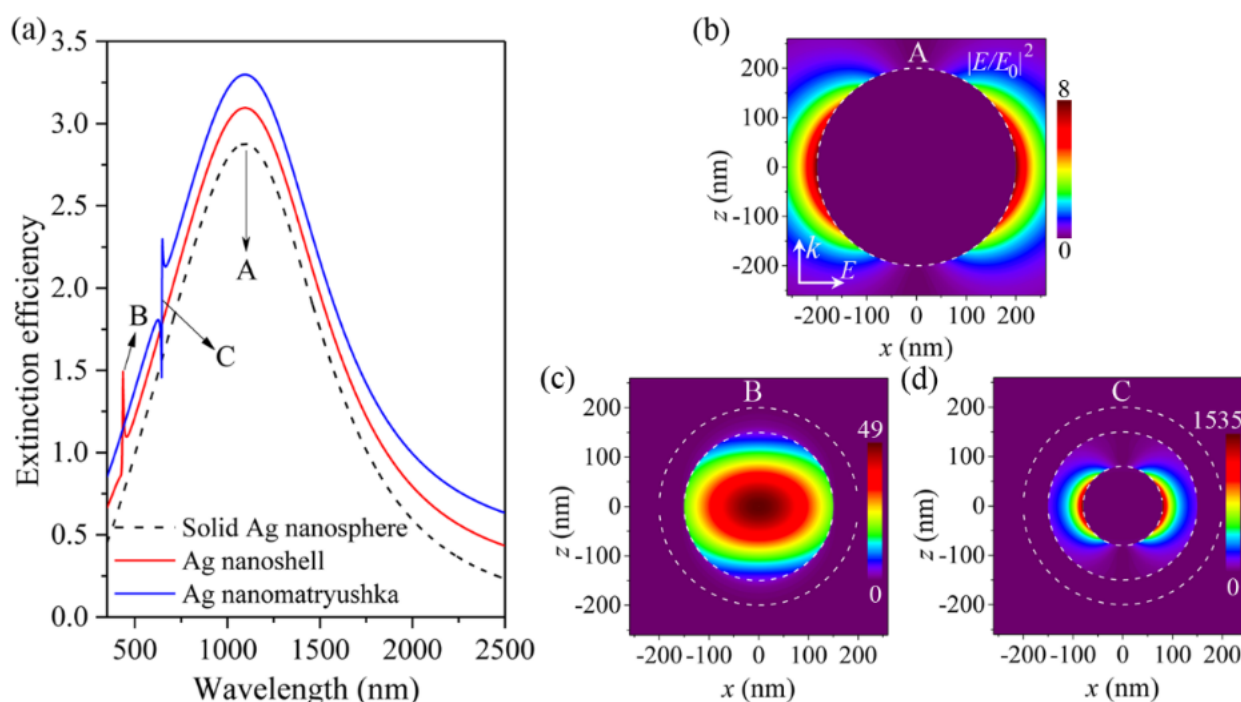 (a)
3.5
3.0
2.5
2.0
1.5
1.0
0.5
0.0
Extinction efficiency
B
A
C
Solid Ag nanosphere
Ag nanoshell
Ag nanomatryushka
500 1000 1500 2000 2500
Wavelength (nm)
(b)
A
|E/E₀|²
8
0
200
100
0
-100
-200
z (nm)
k
E
-200 -100 0 100 200
x (nm)
(c)
B
49
0
200
100
0
-100
-200
z (nm)
-200 -100 0 100 200
x (nm)
(d)
C
1535
0
200
100
0
-100
-200
z (nm)
-200 -100 0 100 200
x (nm)